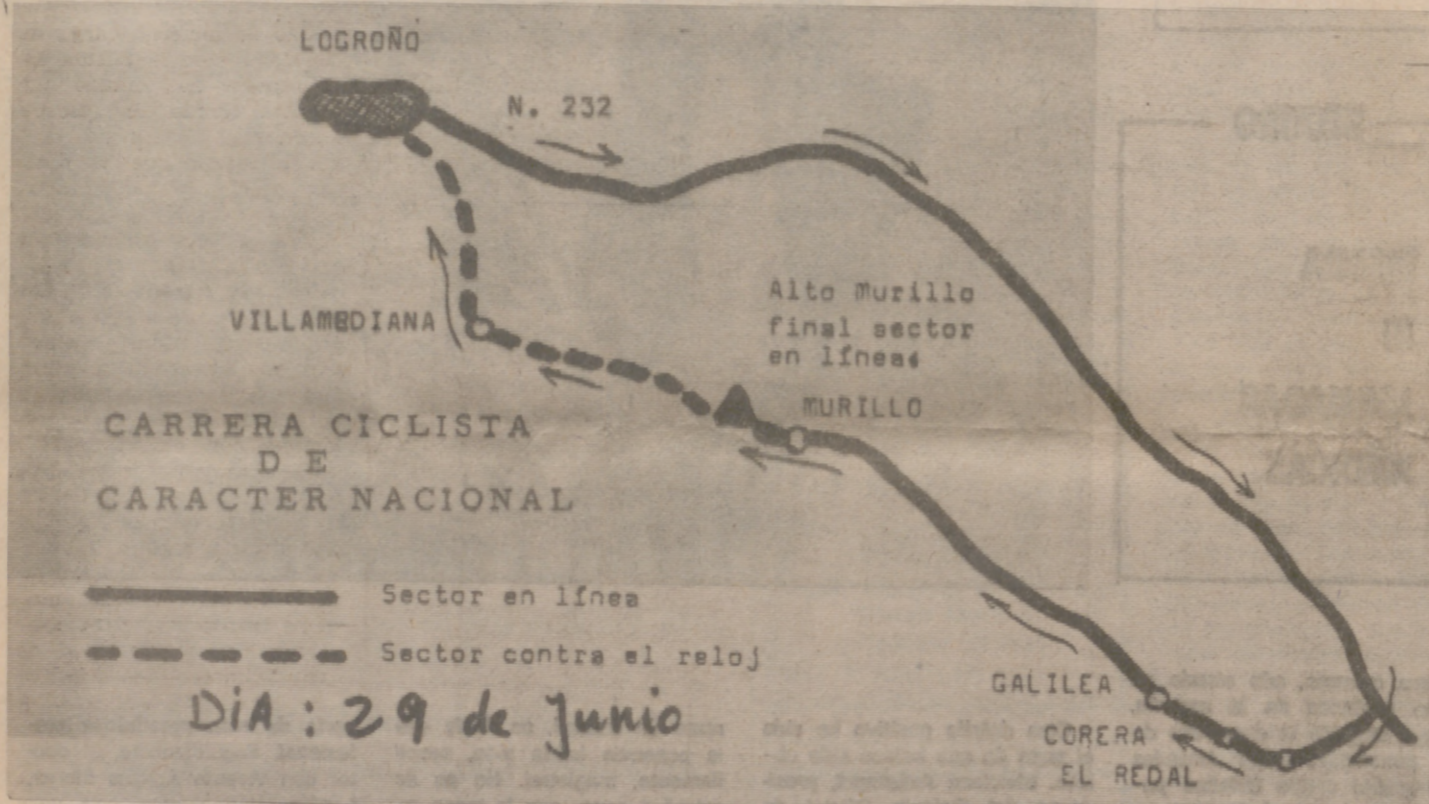 LOGROÑO
N. 232
Alto Murillo
final sector
en línea.
VILLAMEDIANA
MURILLO
CARRERA CICLISTA
DE
CARACTER NACIONAL
Sector en línea
Sector contra el reloj
DiA : 29 de Junio
GALILEA
CORERA
EL REDAL